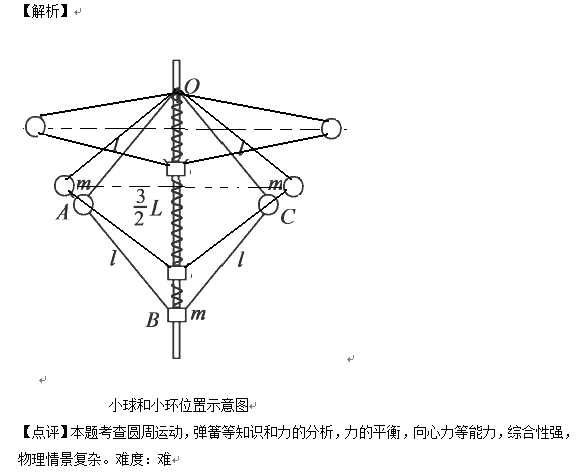 【解析】
O
l
l
m
m
A
3/2 L
C
l
l
B
m
小球和小环位置示意图
【点评】本题考查圆周运动，弹簧等知识和力的分析，力的平衡，向心力等能力，综合性强，
物理情景复杂。难度：难